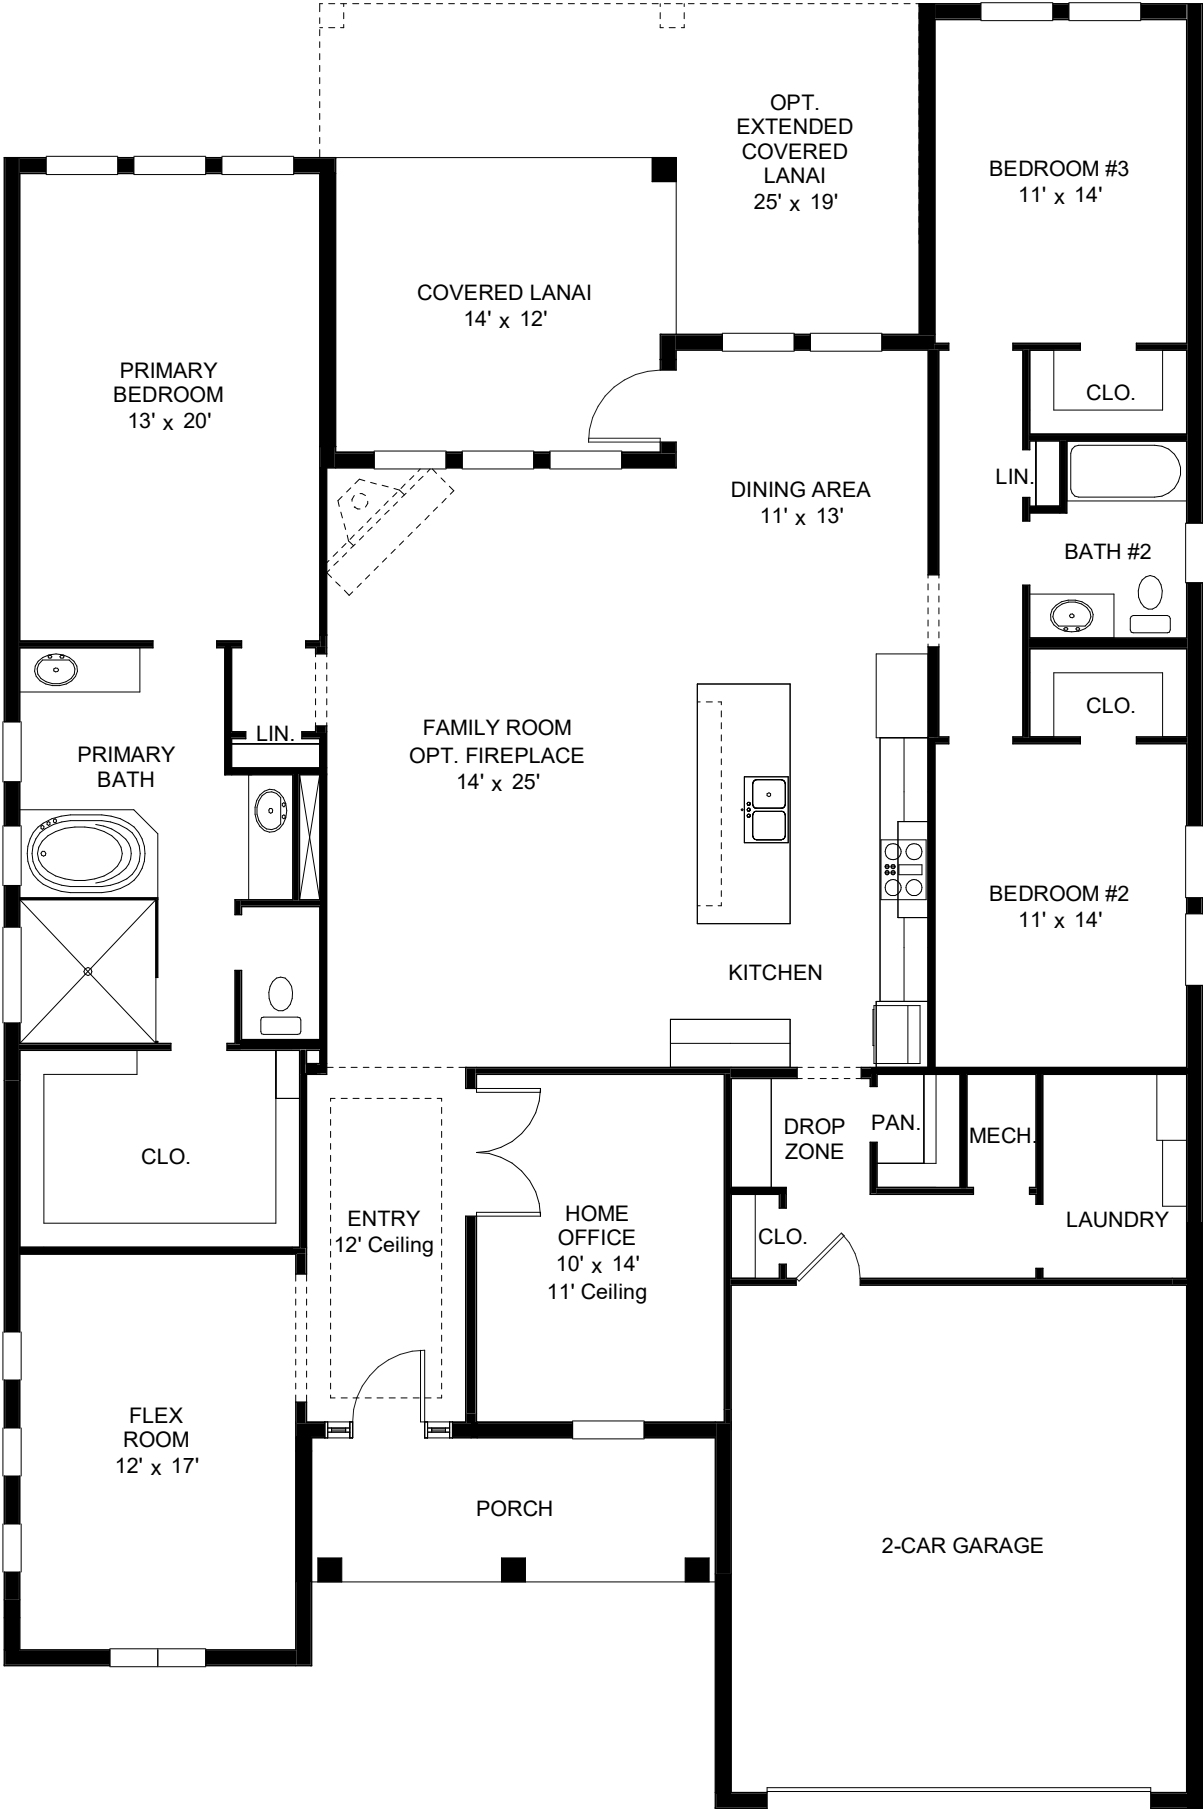 OPT.
EXTENDED
COVERED
LANAI
25' x 19'
BEDROOM #3
11' x 14'
COVERED LANAI
14' x 12'
PRIMARY
BEDROOM
13' x 20'
CLO.
LIN.
DINING AREA
11' x 13'
BATH #2
CLO.
FAMILY ROOM
OPT. FIREPLACE
14' x 25'
LIN.
PRIMARY
BATH
BEDROOM #2
11' x 14'
KITCHEN
DROP
ZONE
PAN.
MECH.
CLO.
ENTRY
12' Ceiling
HOME
OFFICE
10' x 14'
11' Ceiling
CLO.
LAUNDRY
FLEX
ROOM
12' x 17'
PORCH
2-CAR GARAGE